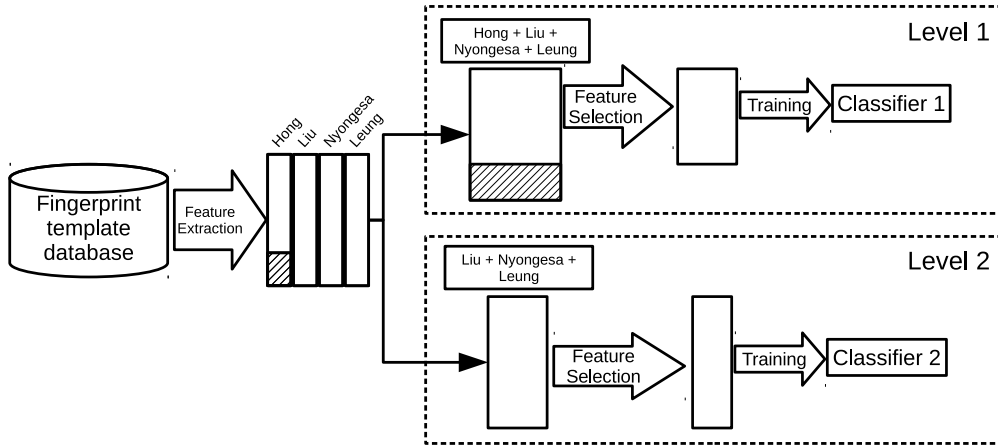 Fingerprint
template
database
Feature
Extraction
Hong
Liu
Nyongesa
Leung
Level 1
Hong + Liu +
Nyongesa + Leung
Feature
Selection
Training
Classifier 1
Level 2
Liu + Nyongesa +
Leung
Feature
Selection
Training
Classifier 2